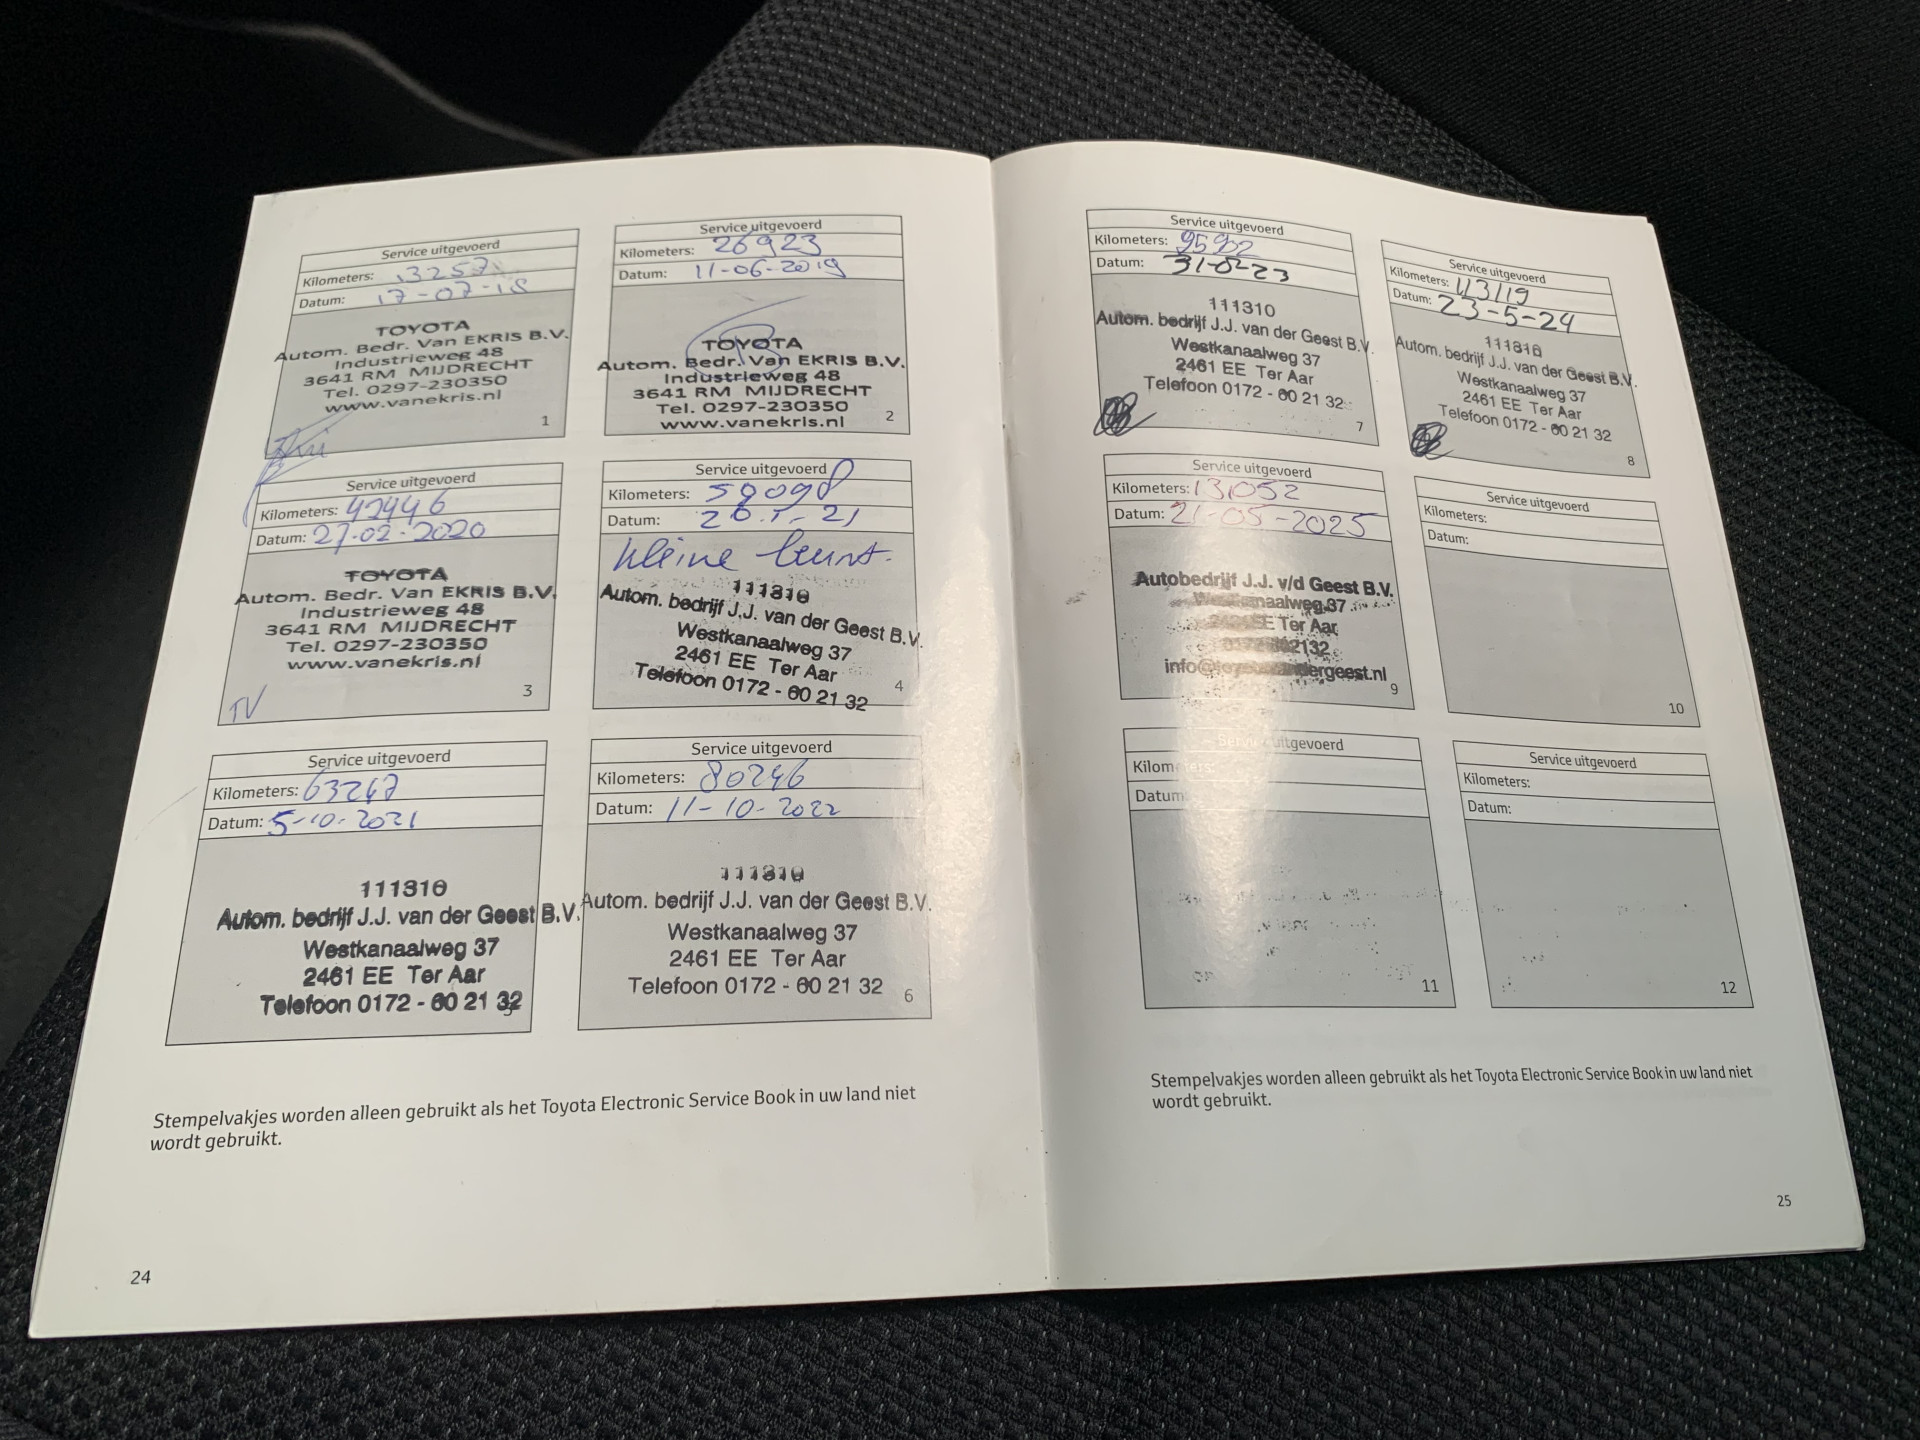 Service uitgevoerd
Kilometers: 13257
Datum: 17-07-18
TOYOTA
Autom. Bedr. Van EKRIS B.V.
Industrieweg 48
3641 RM MIJDRECHT
Tel. 0297-230350
www.vanekris.nl
1
Service uitgevoerd
Kilometers: 26923
Datum: 11-06-2019
TOYOTA
Autom. Bedr. Van EKRIS B.V.
Industrieweg 48
3641 RM MIJDRECHT
Tel. 0297-230350
www.vanekris.nl
2
Service uitgevoerd
Kilometers: 42446
Datum: 27-02-2020
TOYOTA
Autom. Bedr. Van EKRIS B.V.
Industrieweg 48
3641 RM MIJDRECHT
Tel. 0297-230350
www.vanekris.nl
TV
3
Service uitgevoerd
Kilometers: 58098
Datum:
kleine beurt.
111310
Autom. bedrijf J.J. van der Geest B.V.
Westkanaalweg 37
2461 EE Ter Aar
Telefoon 0172 - 60 21 32
4
Service uitgevoerd
Kilometers: 63247
Datum: 5-10-2021
111310
Autom. bedrijf J.J. van der Geest B.V.
Westkanaalweg 37
2461 EE Ter Aar
Telefoon 0172 - 60 21 32
5
Service uitgevoerd
Kilometers: 80246
Datum: 11-10-2022
111310
Autom. bedrijf J.J. van der Geest B.V.
Westkanaalweg 37
2461 EE Ter Aar
Telefoon 0172 - 60 21 32
6
Stempelvakjes worden alleen gebruikt als het Toyota Electronic Service Book in uw land niet
wordt gebruikt.
24
Service uitgevoerd
Kilometers:
Datum:
111310
Autom. bedrijf J.J. van der Geest B.V.
Westkanaalweg 37
2461 EE Ter Aar
Telefoon 0172 - 60 21 32
7
Service uitgevoerd
Kilometers: 113119
Datum: 23-5-24
111310
Autom. bedrijf J.J. van der Geest B.V.
Westkanaalweg 37
2461 EE Ter Aar
Telefoon 0172 - 60 21 32
8
Service uitgevoerd
Kilometers: 131052
Datum: 21-05-2025
Autobedrijf J.J. v/d Geest B.V.
Westkanaalweg 37
2461 EE Ter Aar
0172-602132
9
Service uitgevoerd
Kilometers:
Datum:
10
Service uitgevoerd
Kilometers:
Datum:
11
Service uitgevoerd
Kilometers:
Datum:
12
Stempelvakjes worden alleen gebruikt als het Toyota Electronic Service Book in uw land niet
wordt gebruikt.
25